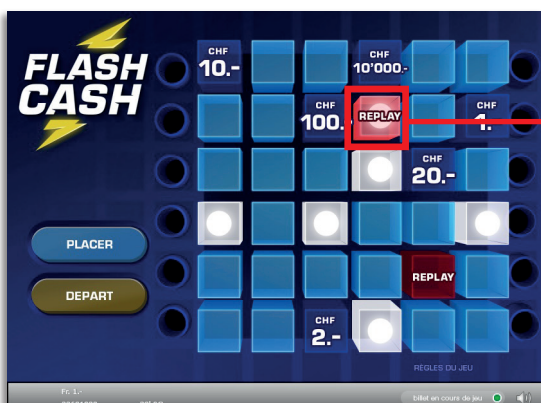 FLASH
CASH
CHF
10.-
CHF
10'000.-
CHF
100.-
REPLAY
CHF
1.
CHF
20.-
PLACER
DEPART
REPLAY
CHF
2.-
RÈGLES DU JEU
Fr. 1.-
billet en cours de jeu